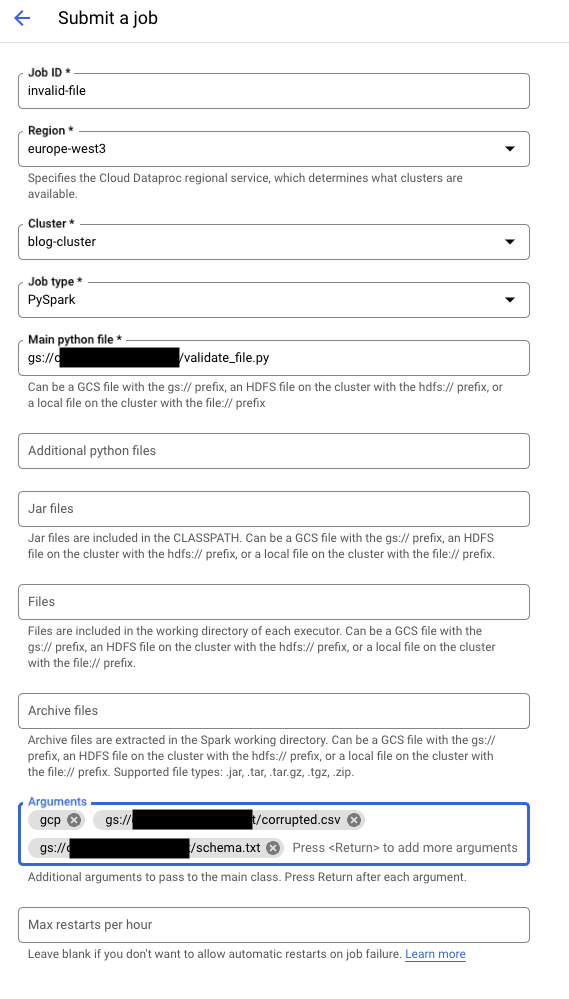 Submit a job
Job ID *
invalid-file
Region *
europe-west3
Specifies the Cloud Dataproc regional service, which determines what clusters are
available.
Cluster *
blog-cluster
Job type *
PySpark
Main python file *
gs://c /validate_file.py
Can be a GCS file with the gs:// prefix, an HDFS file on the cluster with the hdfs:// prefix, or
a local file on the cluster with the file:// prefix
Additional python files
Jar files
Jar files are included in the CLASSPATH. Can be a GCS file with the gs:// prefix, an HDFS
file on the cluster with the hdfs:// prefix, or a local file on the cluster with the file:// prefix.
Files
Files are included in the working directory of each executor. Can be a GCS file with the
gs:// prefix, an HDFS file on the cluster with the hdfs:// prefix, or a local file on the cluster
with the file:// prefix.
Archive files
Archive files are extracted in the Spark working directory. Can be a GCS file with the gs://
prefix, an HDFS file on the cluster with the hdfs:// prefix, or a local file on the cluster with
the file:// prefix. Supported file types: .jar, .tar, .tar.gz, .tgz, .zip.
Arguments
gcp gs:// t/corrupted.csv
gs://c /schema.txt Press <Return> to add more arguments
Additional arguments to pass to the main class. Press Return after each argument.
Max restarts per hour
Leave blank if you don't want to allow automatic restarts on job failure. Learn more